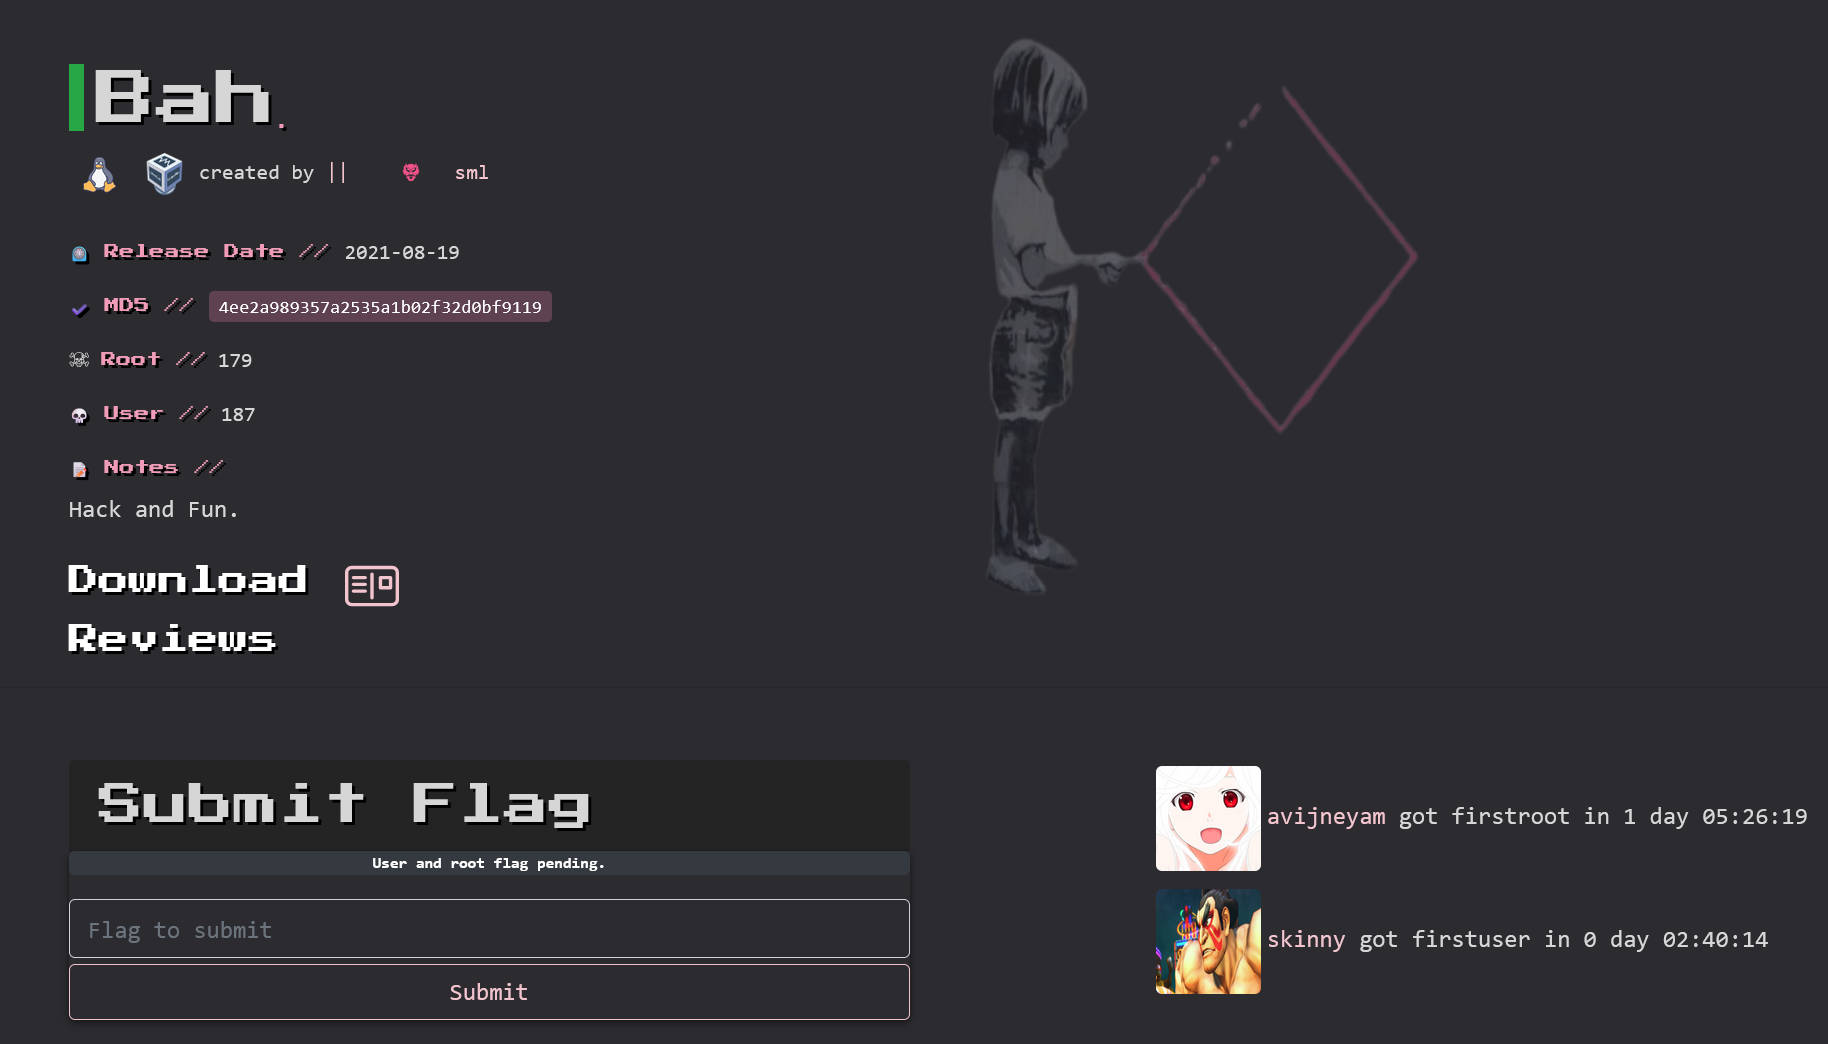 Bah.
created by || sml
Release Date // 2021-08-19
MD5 // 4ee2a989357a2535a1b02f32d0bf9119
Root // 179
User // 187
Notes //
Hack and Fun.
Download
Reviews
Submit Flag
User and root flag pending.
Flag to submit
Submit
avijneyam got firstroot in 1 day 05:26:19
skinny got firstuser in 0 day 02:40:14